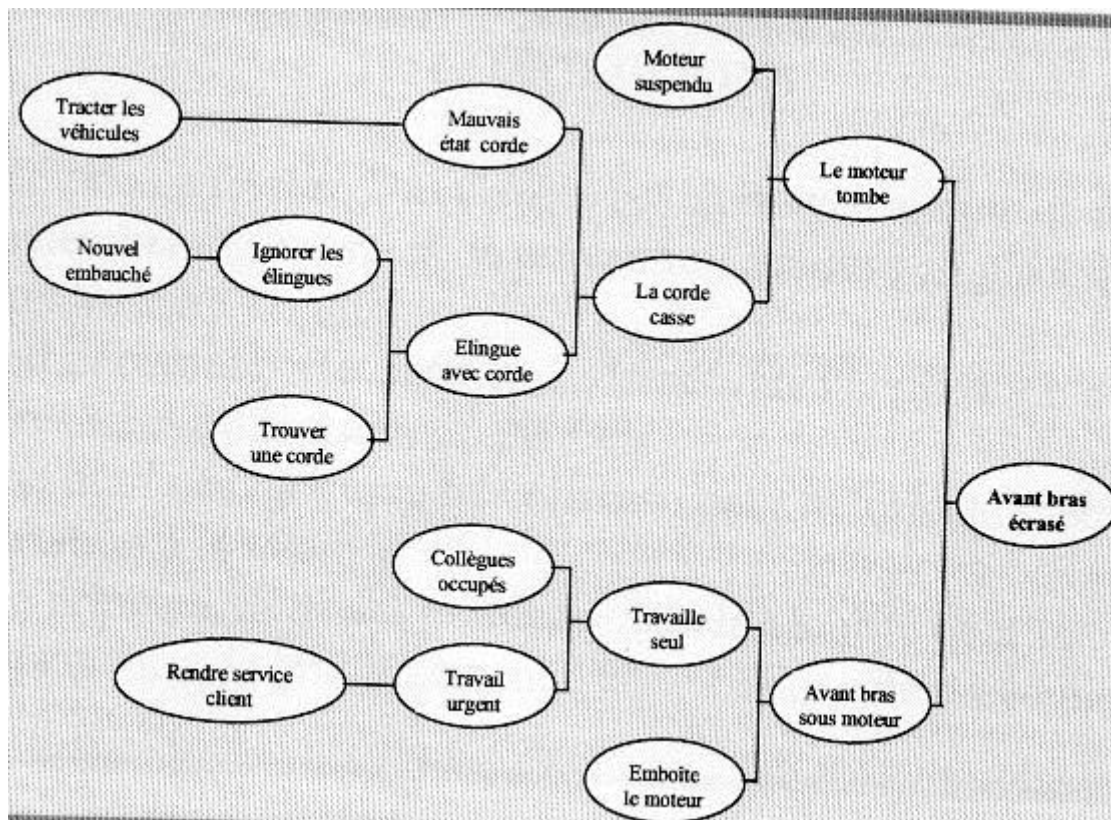 Moteur
suspendu
Tracter les
véhicules
Mauvais
état corde
Le moteur
tombe
Nouvel
embauché
Ignorer les
élingues
La corde
casse
Elingue
avec corde
Trouver
une corde
Avant bras
écrasé
Collègues
occupés
Travaille
seul
Rendre service
client
Travail
urgent
Avant bras
sous moteur
Emboîte
le moteur